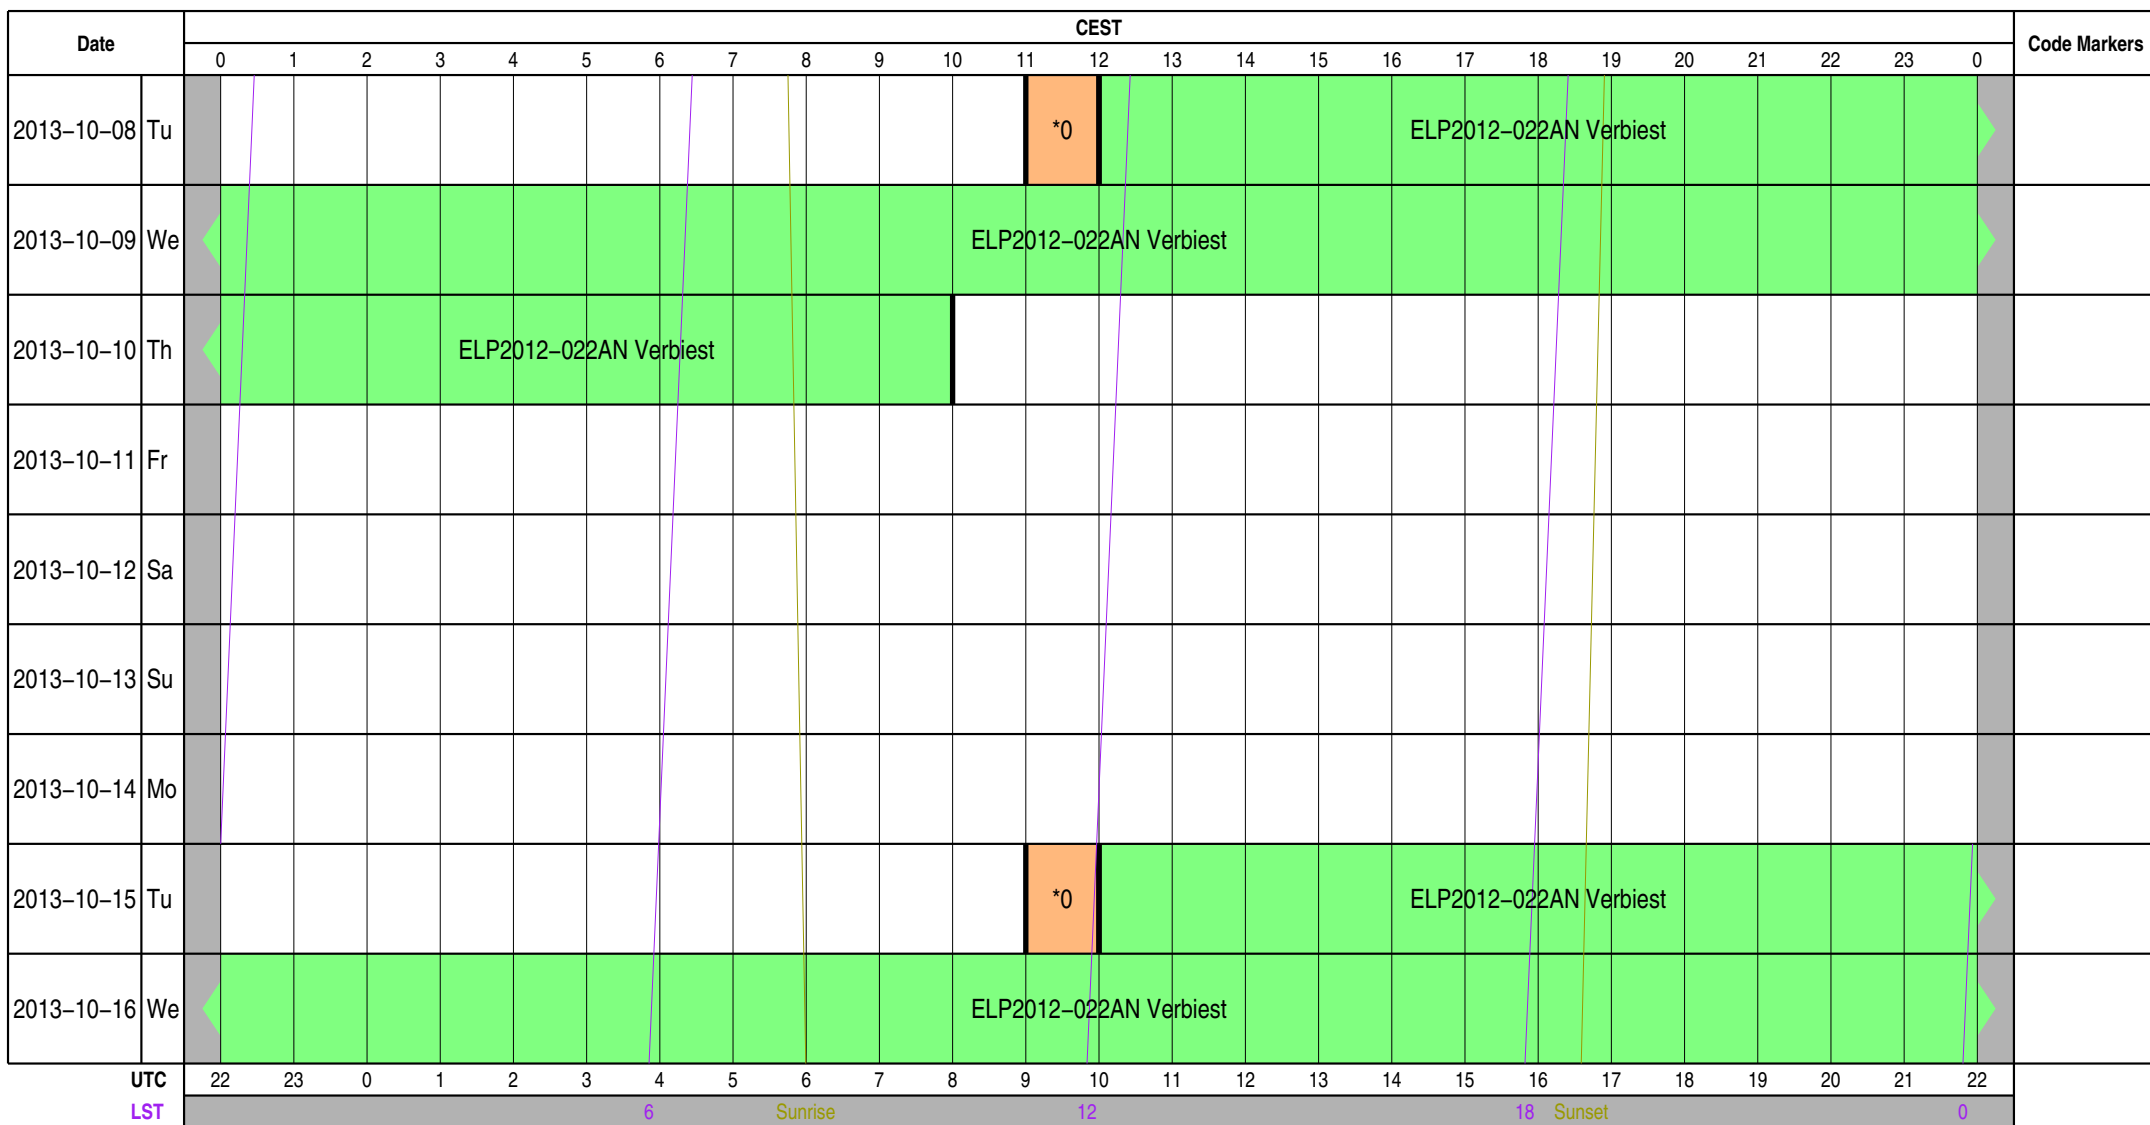 Date CEST Code Markers
0 1 2 3 4 5 6 7 8 9 10 11 12 13 14 15 16 17 18 19 20 21 22 23 0
2013−10−08 Tu *0 ELP2012−022AN Verbiest
2013−10−09 We ELP2012−022AN Verbiest
2013−10−10 Th ELP2012−022AN Verbiest
2013−10−11 Fr
2013−10−12 Sa
2013−10−13 Su
2013−10−14 Mo
2013−10−15 Tu *0 ELP2012−022AN Verbiest
2013−10−16 We ELP2012−022AN Verbiest
UTC 22 23 0 1 2 3 4 5 6 7 8 9 10 11 12 13 14 15 16 17 18 19 20 21 22
LST 6 Sunrise 12 18 Sunset 0